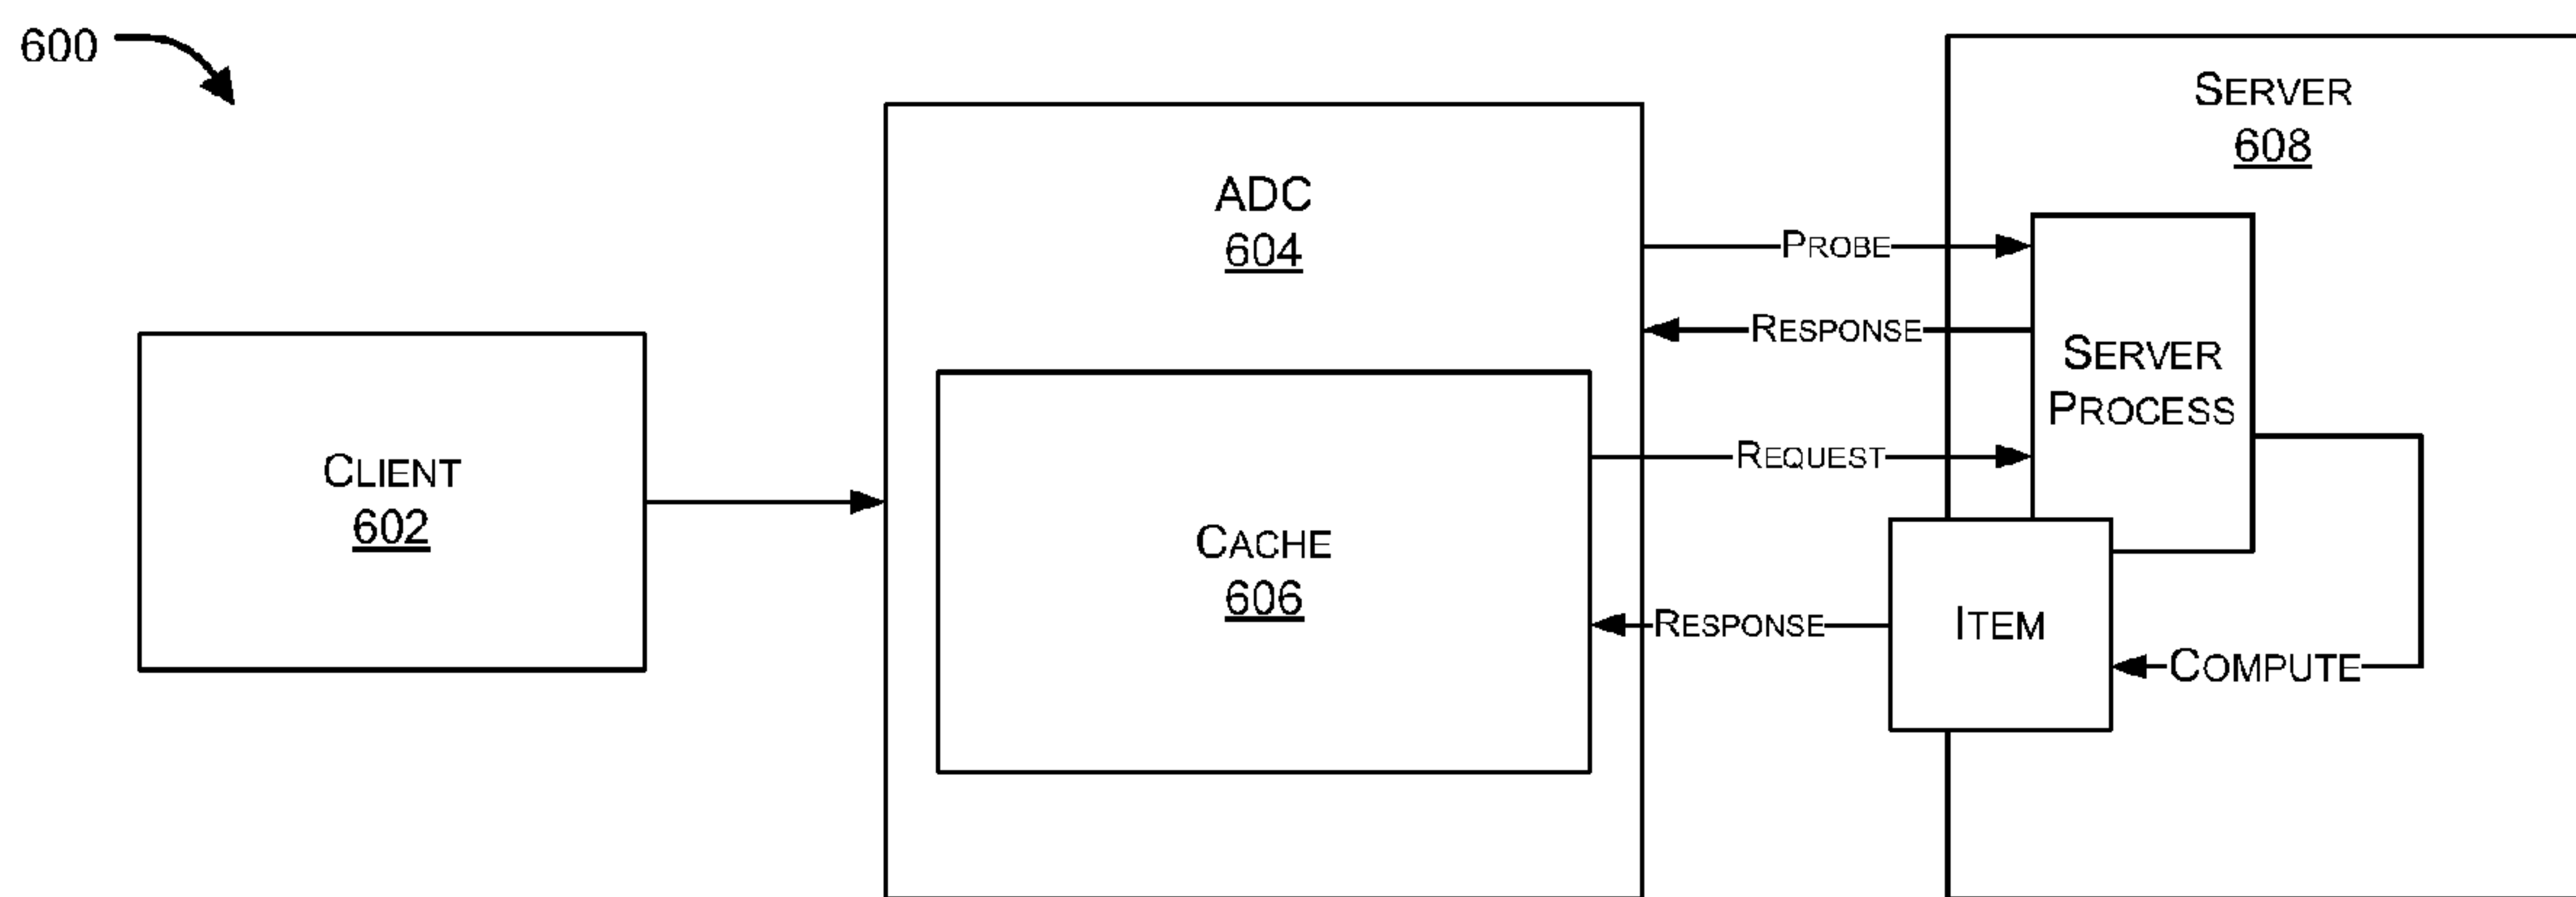 600
SERVER
608
ADC
604
PROBE
RESPONSE
SERVER
PROCESS
REQUEST
CLIENT
602
CACHE
606
RESPONSE
ITEM
COMPUTE